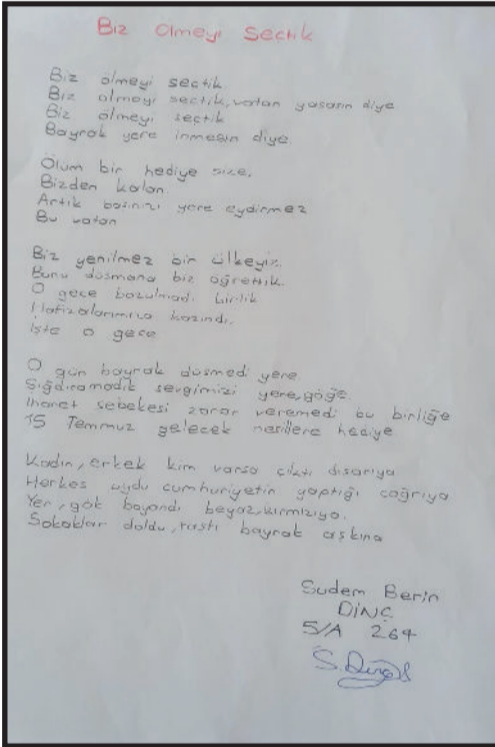 Biz Ölmeyi Seçtik
Biz ölmeyi seçtik.
Biz ölmeyi seçtik, vatan yaşasın diye
Biz ölmeyi seçtik
Bayrak yere inmesin diye.
Ölüm bir hediye size,
Bizden kalan.
Artık başınızı yere eydirmez
Bu vatan
Biz yenilmez bir ülkeyiz.
Bunu düşmana biz öğrettik.
O gece bozulmadı birlik
Hafızalarımıza kazındı.
İşte o gece
O gün bayrak düşmedi yere.
Sığdıramadık sevgimizi yere, göğe.
İhanet şebekesi zarar veremedi bu birliğe
15 Temmuz gelecek nesillere hediye
Kadın, erkek kim varsa çıktı dışarıya
Herkes uydu cumhuriyetin yaptığı çağrıya
Yer, gök boyandı beyaz, kırmızıya.
Sokaklar doldu, taştı bayrak aşkına
Sudem Berin
DİNÇ
5/A 264
S.Dinç